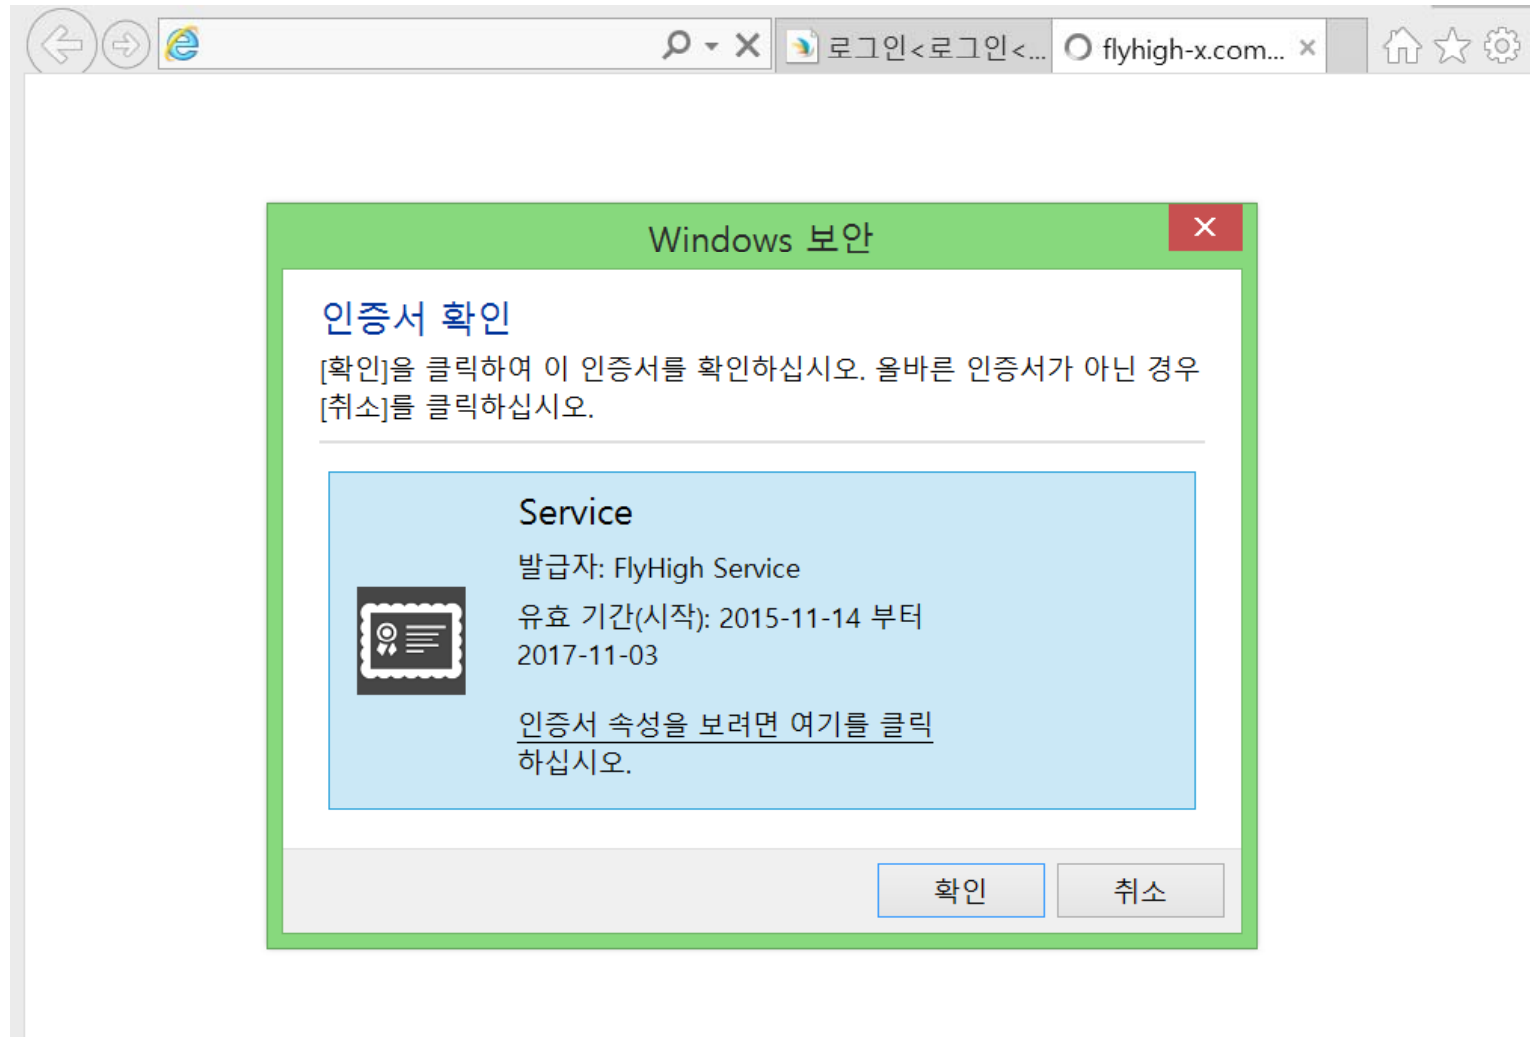 로그인<로그인<...
flyhigh-x.com...
Windows 보안
인증서 확인
[확인]을 클릭하여 이 인증서를 확인하십시오. 올바른 인증서가 아닌 경우
[취소]를 클릭하십시오.
Service
발급자: FlyHigh Service
유효 기간(시작): 2015-11-14 부터
2017-11-03
인증서 속성을 보려면 여기를 클릭
하십시오.
확인
취소